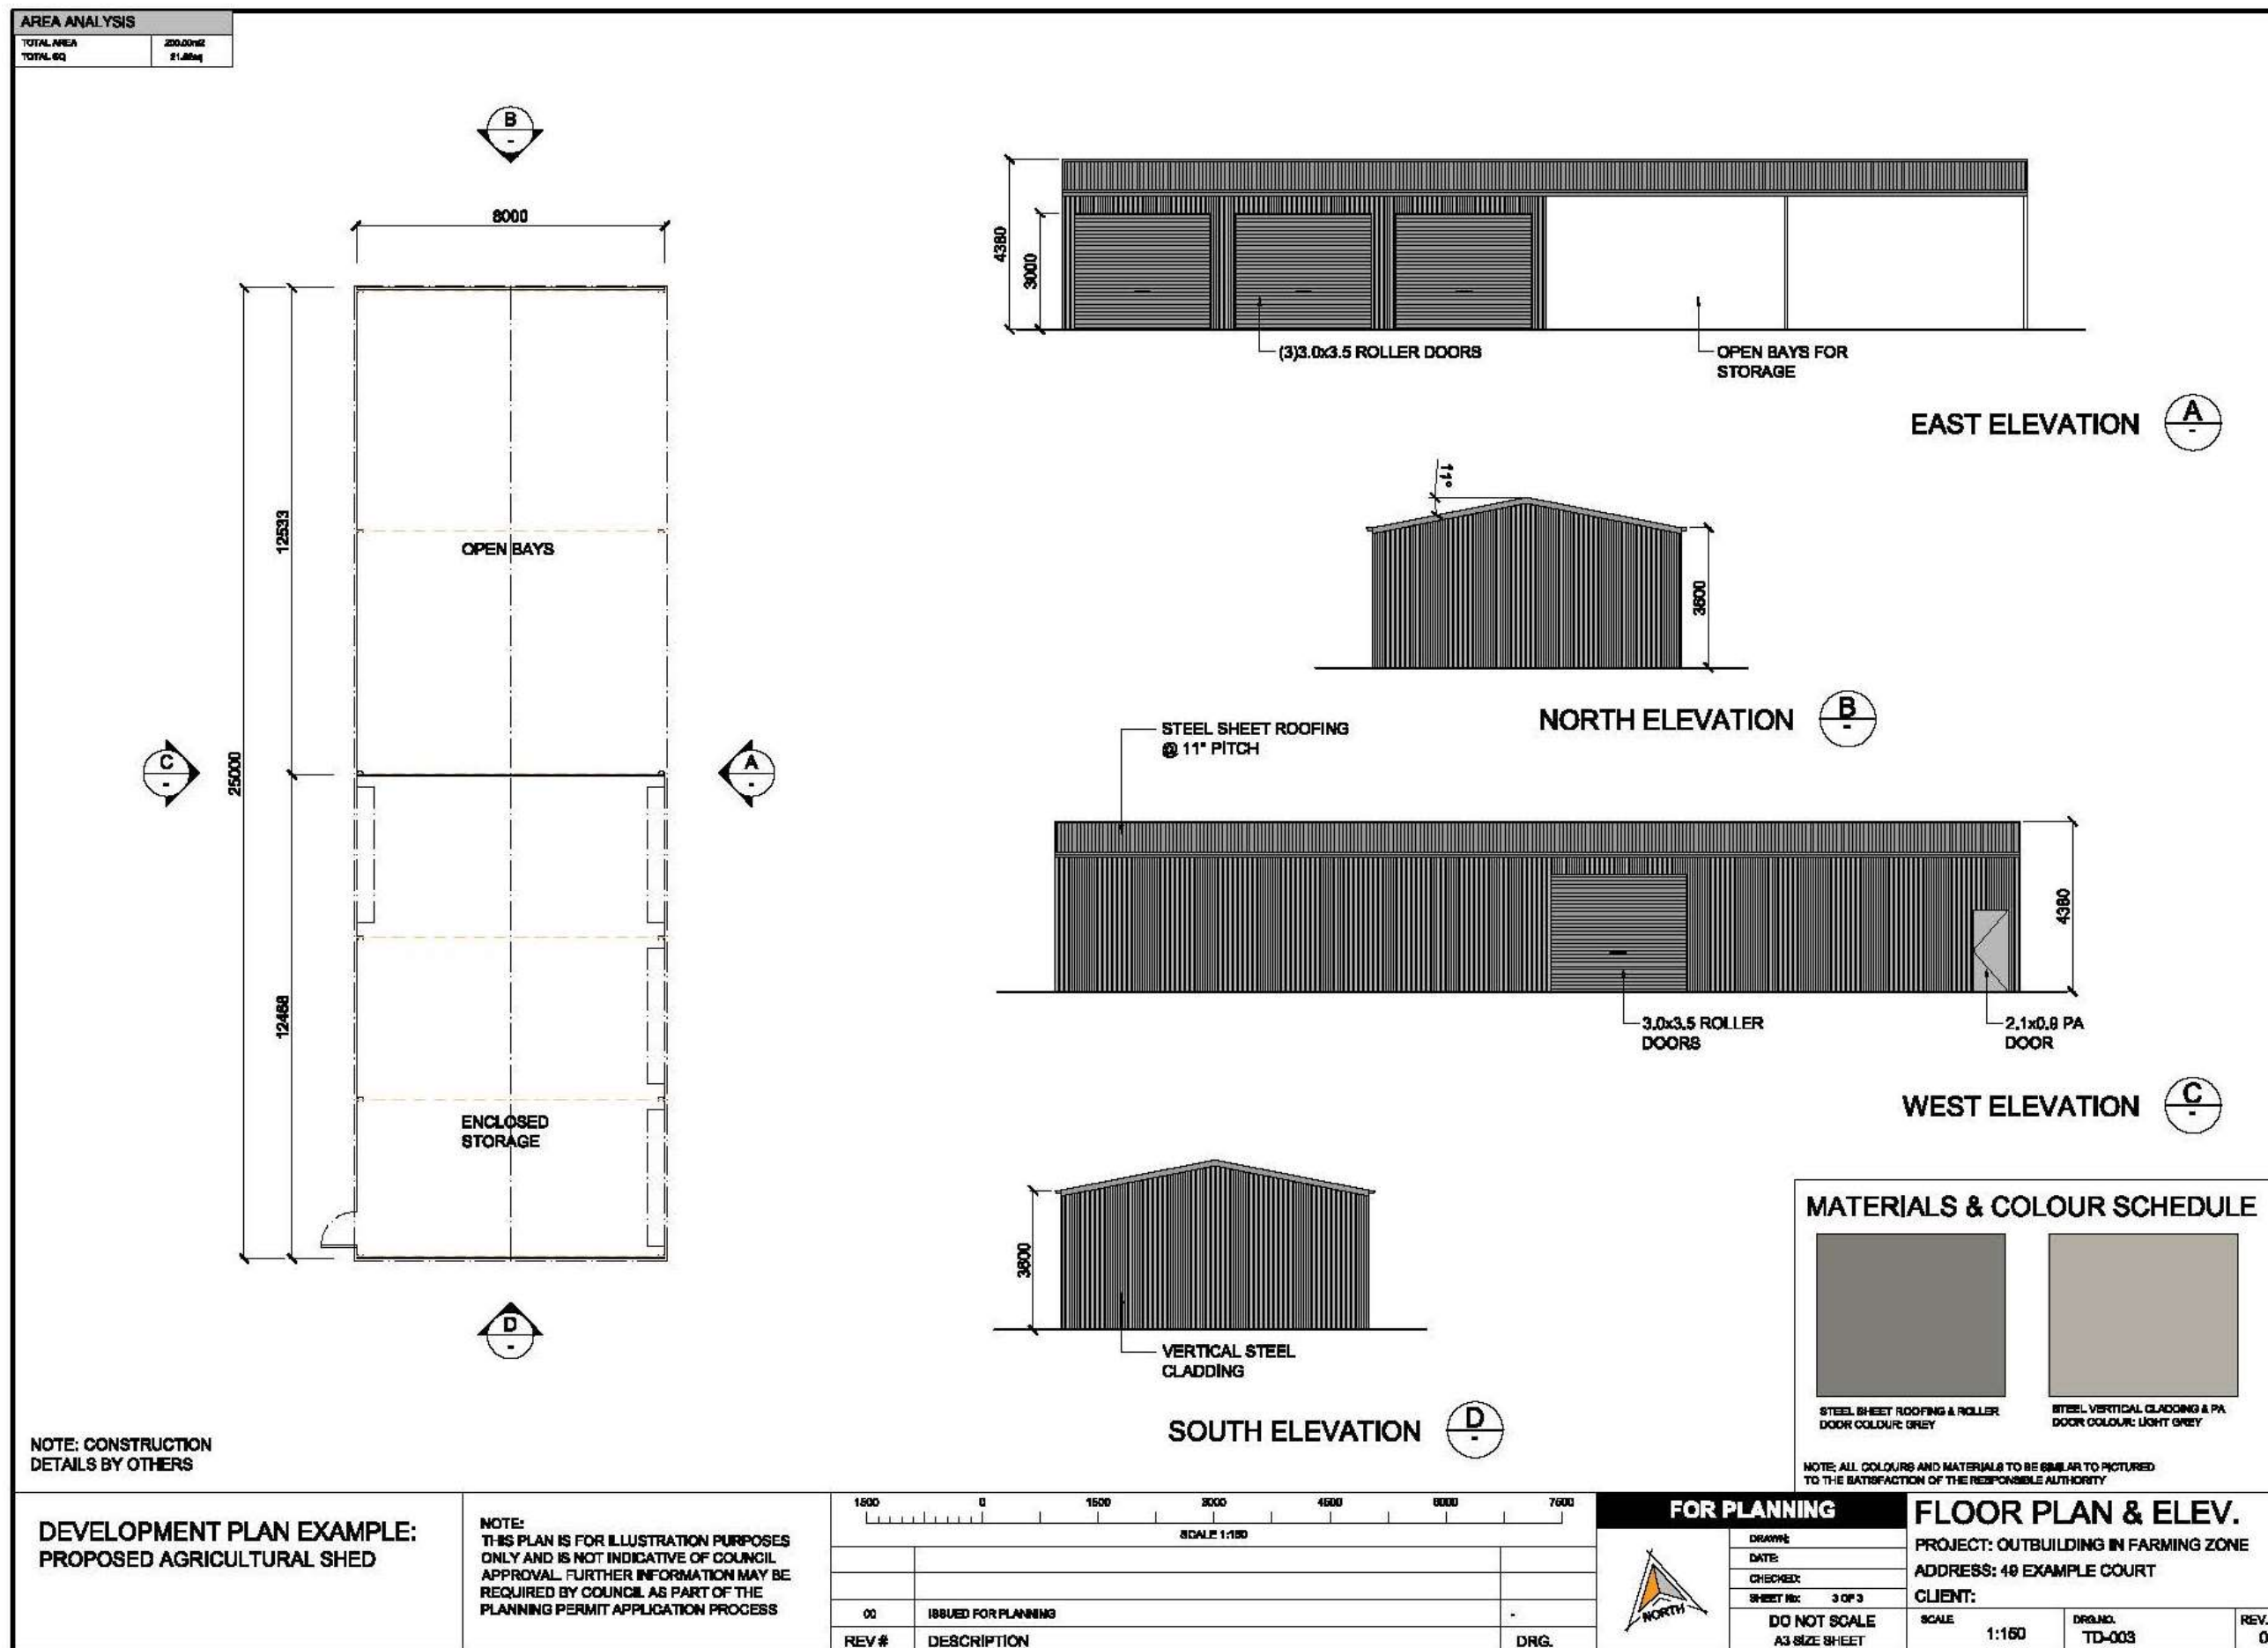 AREA ANALYSIS
TOTAL AREA 200.00m2
TOTAL SQ
B
-
8000
12533
25000
12468
OPEN BAYS
C
-
A
-
ENCLOSED
STORAGE
D
-
4380
3000
(3)3.0x3.5 ROLLER DOORS
OPEN BAYS FOR
STORAGE
EAST ELEVATION
A
-
11°
3600
NORTH ELEVATION
B
-
STEEL SHEET ROOFING
@ 11° PITCH
4380
3.0x3.5 ROLLER
DOORS
2.1x0.9 PA
DOOR
WEST ELEVATION
C
-
3600
VERTICAL STEEL
CLADDING
SOUTH ELEVATION
D
-
MATERIALS & COLOUR SCHEDULE
STEEL SHEET ROOFING & ROLLER
DOOR COLOUR: GREY
STEEL VERTICAL CLADDING & PA
DOOR COLOUR: LIGHT GREY
NOTE: ALL COLOURS AND MATERIALS TO BE SIMILAR TO PICTURED
TO THE SATISFACTION OF THE RESPONSIBLE AUTHORITY
NOTE: CONSTRUCTION
DETAILS BY OTHERS
DEVELOPMENT PLAN EXAMPLE:
PROPOSED AGRICULTURAL SHED
NOTE:
THIS PLAN IS FOR ILLUSTRATION PURPOSES
ONLY AND IS NOT INDICATIVE OF COUNCIL
APPROVAL. FURTHER INFORMATION MAY BE
REQUIRED BY COUNCIL AS PART OF THE
PLANNING PERMIT APPLICATION PROCESS
1500 0 1500 3000 4500 6000 7500
SCALE 1:150
00 ISSUED FOR PLANNING -
REV # DESCRIPTION DRG.
FOR PLANNING
NORTH
DRAWN:
DATE:
CHECKED:
SHEET No: 3 OF 3
DO NOT SCALE
A3 SIZE SHEET
FLOOR PLAN & ELEV.
PROJECT: OUTBUILDING IN FARMING ZONE
ADDRESS: 49 EXAMPLE COURT
CLIENT:
SCALE
1:150
DRG.NO.
TD-003
REV.